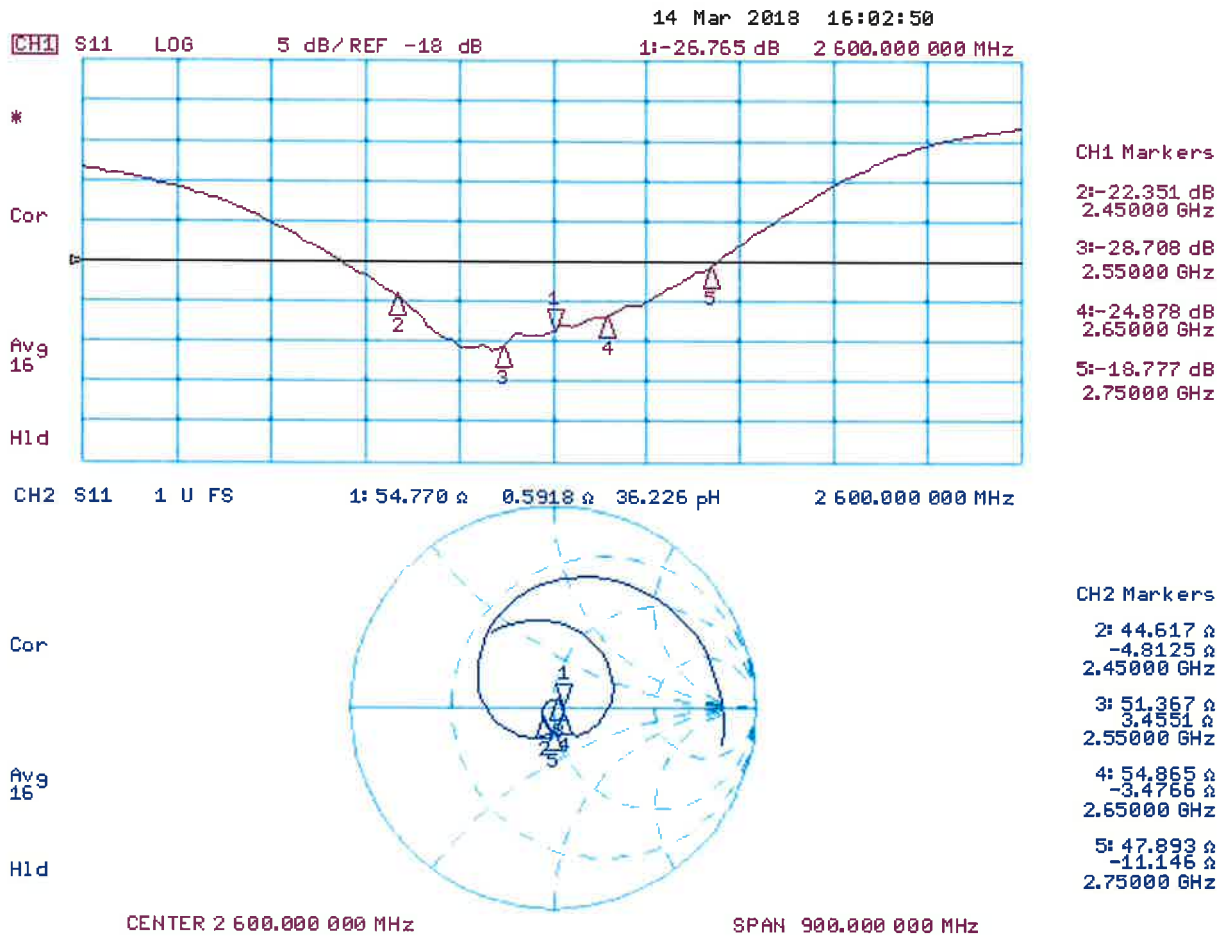 14 Mar 2018 16:02:50
CH1 S11 LOG 5 dB/REF -18 dB 1:-26.765 dB 2 600.000 000 MHz
*
Cor
Avg
16
Hld
1
2
3
4
5
CH1 Markers
2:-22.351 dB
2.45000 GHz
3:-28.708 dB
2.55000 GHz
4:-24.878 dB
2.65000 GHz
5:-18.777 dB
2.75000 GHz
CH2 S11 1 U FS 1: 54.770 Ω 0.5918 Ω 36.226 pH 2 600.000 000 MHz
Cor
Avg
16
Hld
1
2
4
5
CH2 Markers
2: 44.617 Ω
-4.8125 Ω
2.45000 GHz
3: 51.367 Ω
3.4551 Ω
2.55000 GHz
4: 54.865 Ω
-3.4766 Ω
2.65000 GHz
5: 47.893 Ω
-11.146 Ω
2.75000 GHz
CENTER 2 600.000 000 MHz SPAN 900.000 000 MHz